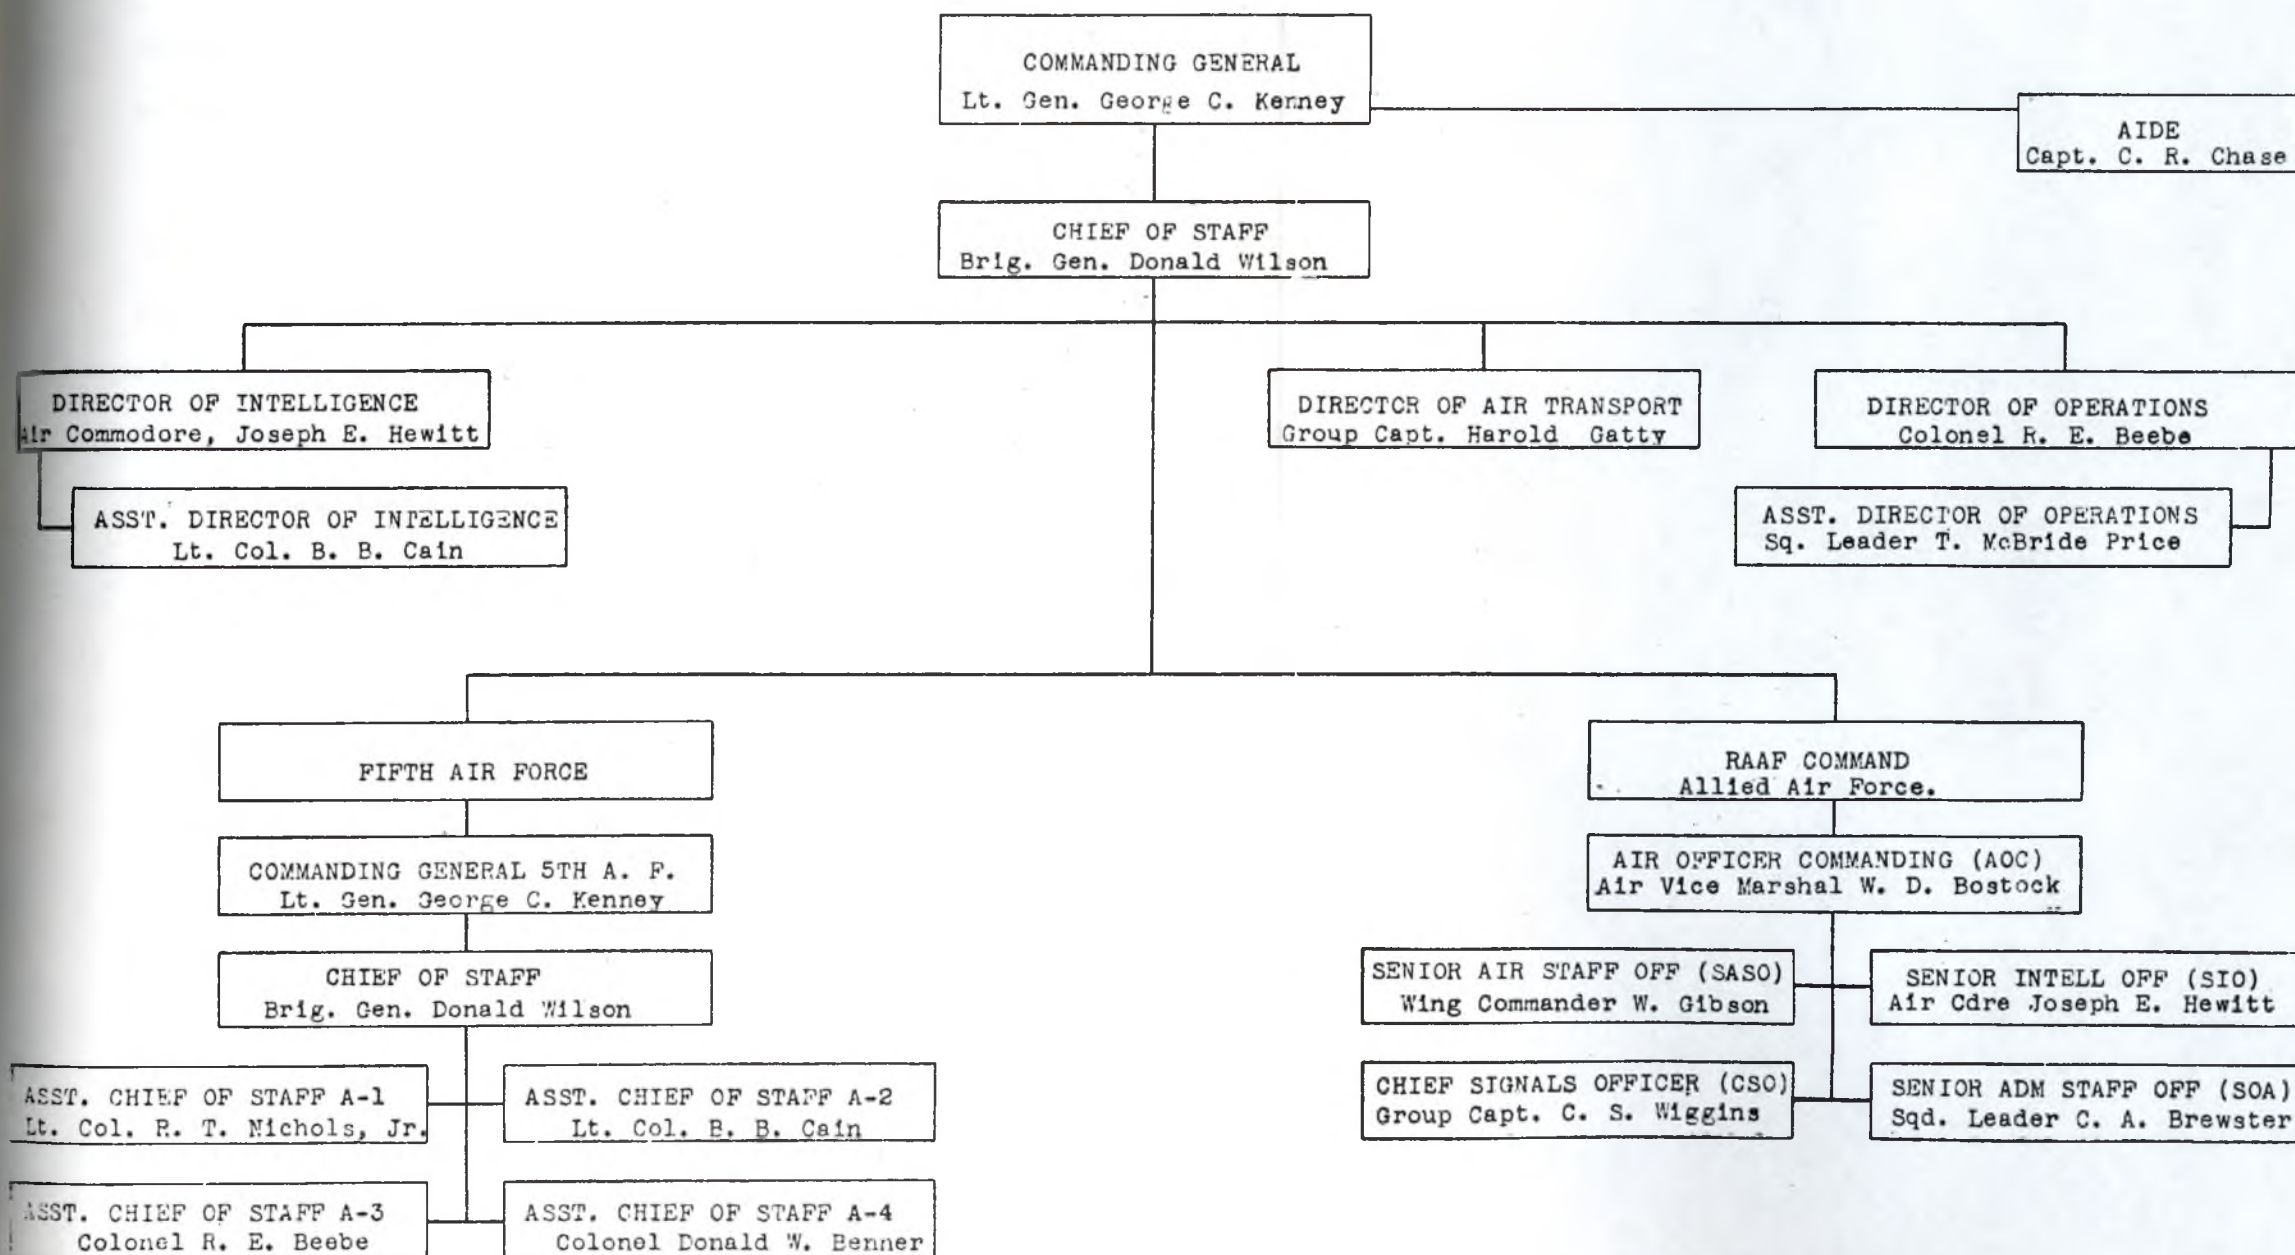 COMMANDING GENERAL
Lt. Gen. George C. Kenney
AIDE
Capt. C. R. Chase
CHIEF OF STAFF
Brig. Gen. Donald Wilson
DIRECTOR OF INTELLIGENCE
Air Commodore, Joseph E. Hewitt
DIRECTOR OF AIR TRANSPORT
Group Capt. Harold Gatty
DIRECTOR OF OPERATIONS
Colonel R. E. Beebe
ASST. DIRECTOR OF INTELLIGENCE
Lt. Col. B. B. Cain
ASST. DIRECTOR OF OPERATIONS
Sq. Leader T. McBride Price
FIFTH AIR FORCE
RAAF COMMAND
Allied Air Force.
COMMANDING GENERAL 5TH A. F.
Lt. Gen. George C. Kenney
AIR OFFICER COMMANDING (AOC)
Air Vice Marshal W. D. Bostock
CHIEF OF STAFF
Brig. Gen. Donald Wilson
SENIOR AIR STAFF OFF (SASO)
Wing Commander W. Gibson
SENIOR INTELL OFF (SIO)
Air Cdre Joseph E. Hewitt
ASST. CHIEF OF STAFF A-1
Lt. Col. R. T. Nichols, Jr.
ASST. CHIEF OF STAFF A-2
Lt. Col. B. B. Cain
CHIEF SIGNALS OFFICER (CSO)
Group Capt. C. S. Wiggins
SENIOR ADM STAFF OFF (SOA)
Sqd. Leader C. A. Brewster
ASST. CHIEF OF STAFF A-3
Colonel R. E. Beebe
ASST. CHIEF OF STAFF A-4
Colonel Donald W. Benner